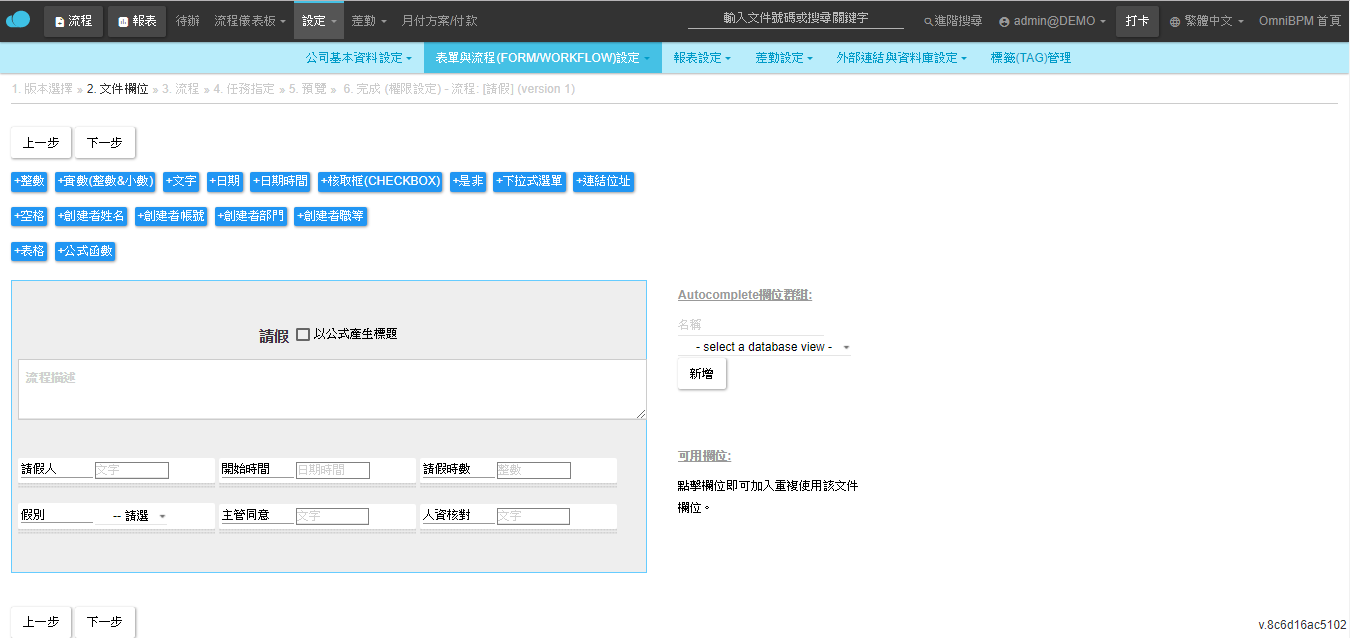 流程 報表 待辦 流程儀表板 設定 差勤 月付方案/付款 輸入文件號碼或搜尋關鍵字 進階搜尋 admin@DEMO 打卡 繁體中文 OmniBPM 首頁
公司基本資料設定 表單與流程(FORM/WORKFLOW)設定 報表設定 差勤設定 外部連結與資料庫設定 標籤(TAG)管理
1. 版本選擇 » 2. 文件欄位 » 3. 流程 » 4. 任務指定 » 5. 預覽 » 6. 完成 (權限設定) - 流程: [請假] (version 1)
上一步 下一步
+整數 +實數(整數&小數) +文字 +日期 +日期時間 +核取框(CHECKBOX) +是非 +下拉式選單 +連結位址
+空格 +創建者姓名 +創建者帳號 +創建者部門 +創建者職等
+表格 +公式函數
請假 以公式產生標題
流程描述
請假人 文字 開始時間 日期時間 請假時數 整數
假別 -- 請選 主管同意 文字 人資核對 文字
Autocomplete欄位群組:
名稱
- select a database view -
新增
可用欄位:
點擊欄位即可加入重複使用該文件
欄位。
上一步 下一步
v.8c6d16ac5102